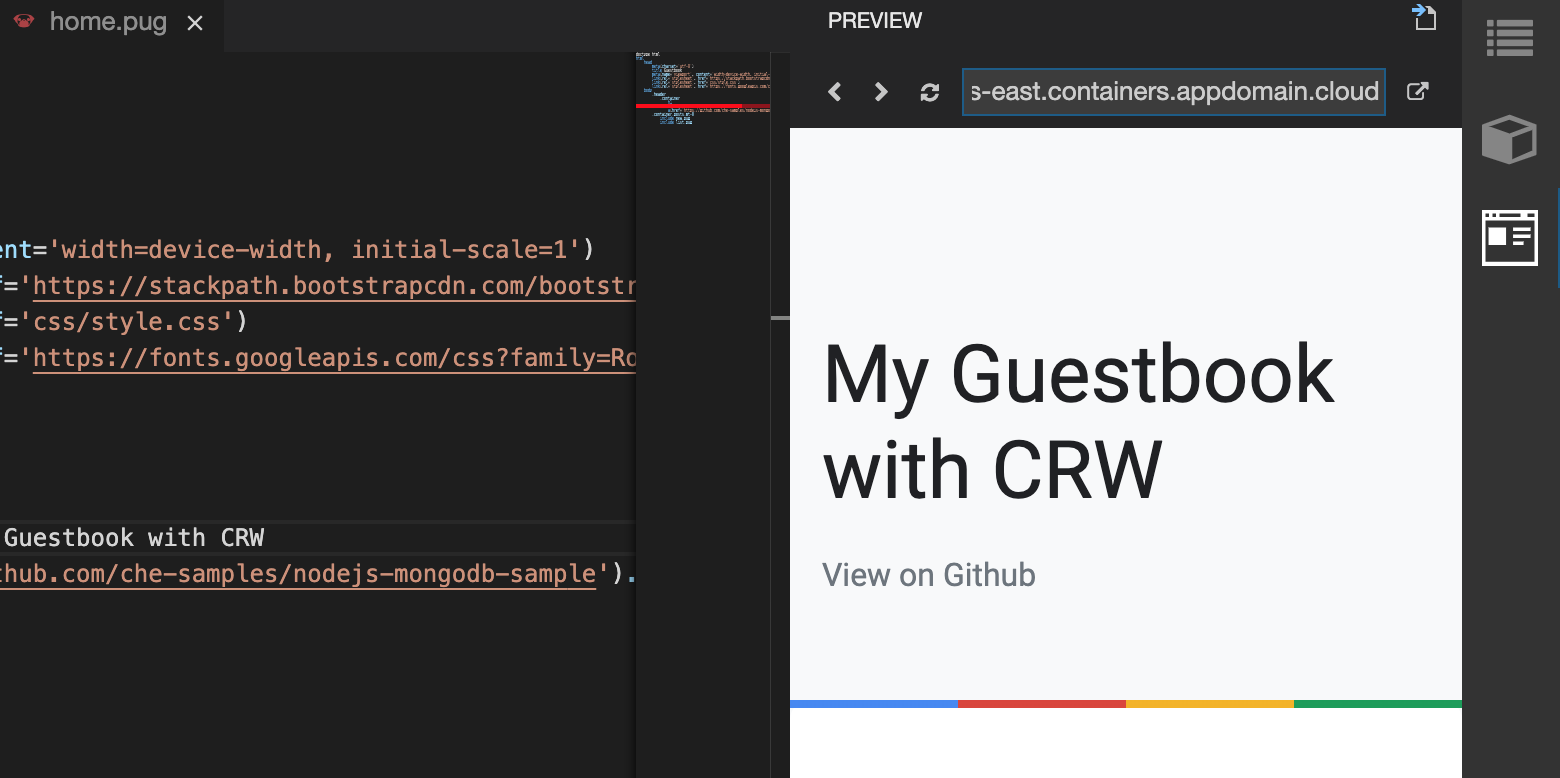 home.pug
PREVIEW
s-east.containers.appdomain.cloud
ent='width=device-width, initial-scale=1')
f='https://stackpath.bootstrapcdn.com/bootstr
f='css/style.css')
f='https://fonts.googleapis.com/css?family=Ro
Guestbook with CRW
thub.com/che-samples/nodejs-mongodb-sample').
My Guestbook
with CRW
View on Github